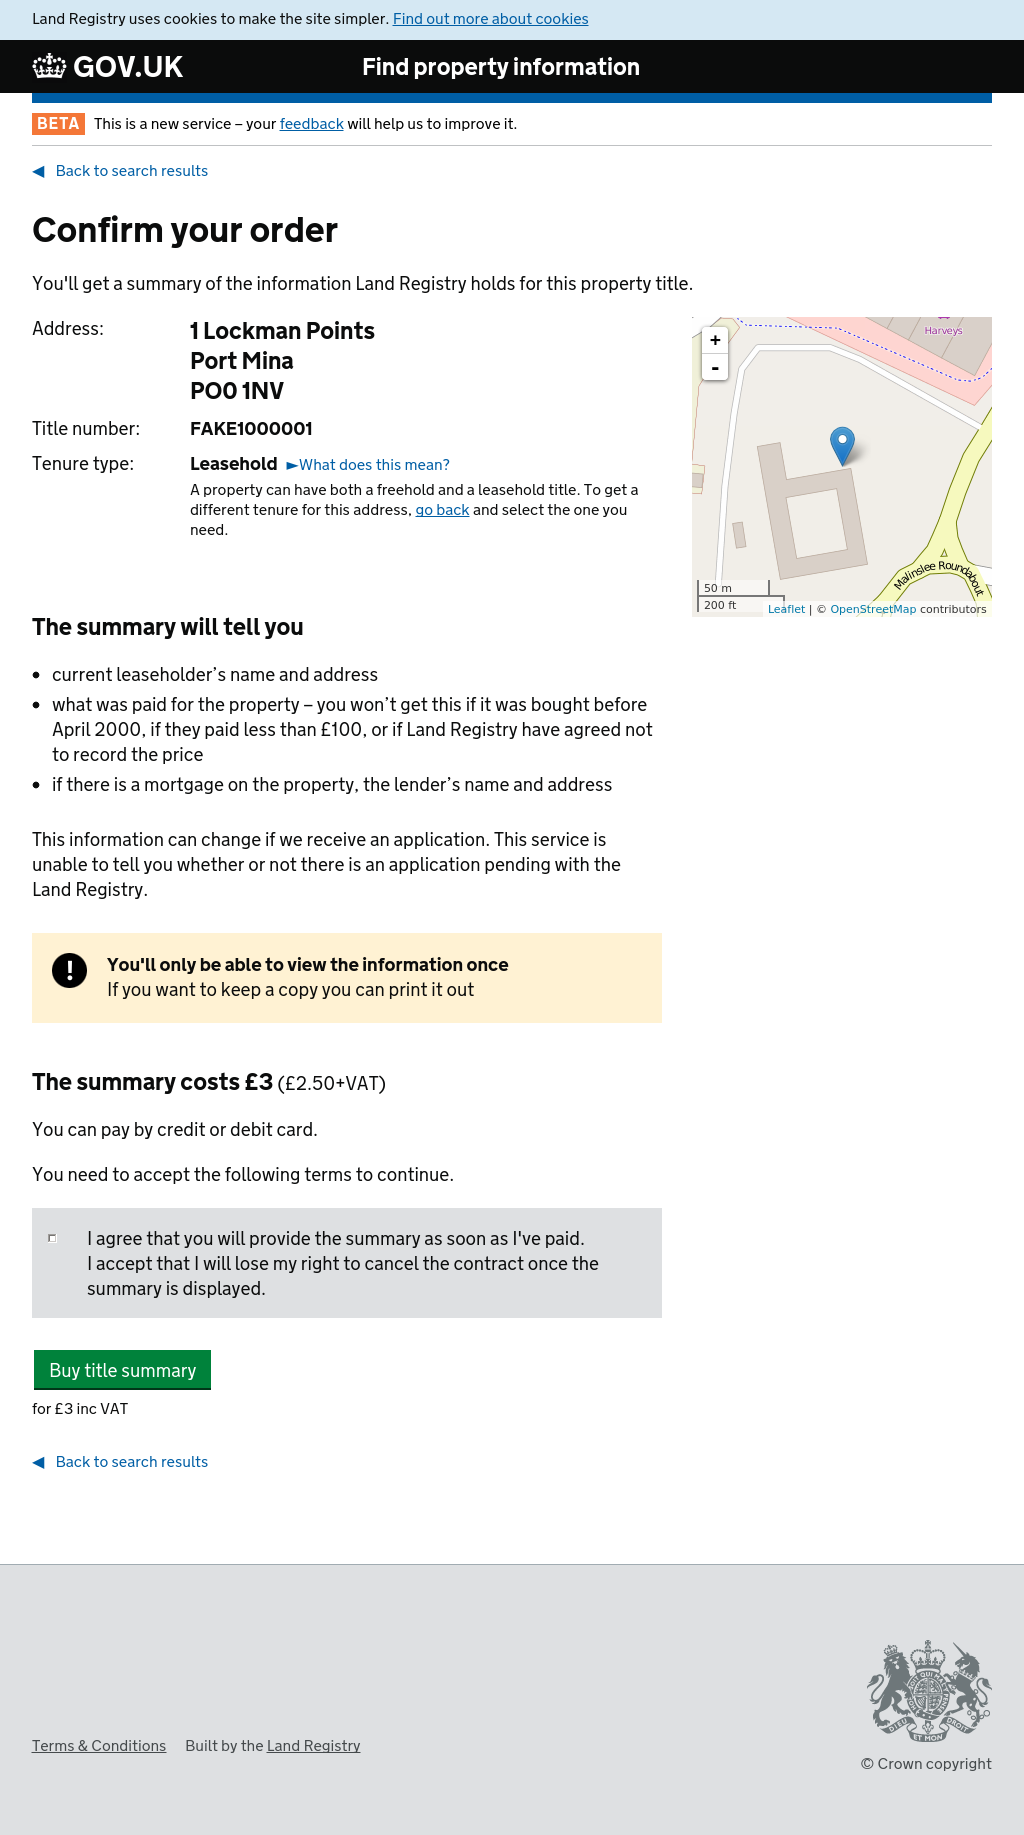 Land Registry uses cookies to make the site simpler. Find out more about cookies
GOV.UK
Find property information
BETA This is a new service – your feedback will help us to improve it.
◀ Back to search results
Confirm your order
You'll get a summary of the information Land Registry holds for this property title.
Address:
1 Lockman Points
Port Mina
PO0 1NV
Title number:
FAKE1000001
Tenure type:
Leasehold ►What does this mean?
A property can have both a freehold and a leasehold title. To get a
different tenure for this address, go back and select the one you
need.
+
-
Harveys
Malinslee Roundabout
50 m
200 ft
Leaflet | © OpenStreetMap contributors
The summary will tell you
• current leaseholder’s name and address
• what was paid for the property – you won’t get this if it was bought before
April 2000, if they paid less than £100, or if Land Registry have agreed not
to record the price
• if there is a mortgage on the property, the lender’s name and address
This information can change if we receive an application. This service is
unable to tell you whether or not there is an application pending with the
Land Registry.
! You'll only be able to view the information once
If you want to keep a copy you can print it out
The summary costs £3 (£2.50+VAT)
You can pay by credit or debit card.
You need to accept the following terms to continue.
I agree that you will provide the summary as soon as I've paid.
I accept that I will lose my right to cancel the contract once the
summary is displayed.
Buy title summary
for £3 inc VAT
◀ Back to search results
DIEU ET MON DROIT
Terms & Conditions Built by the Land Registry
© Crown copyright